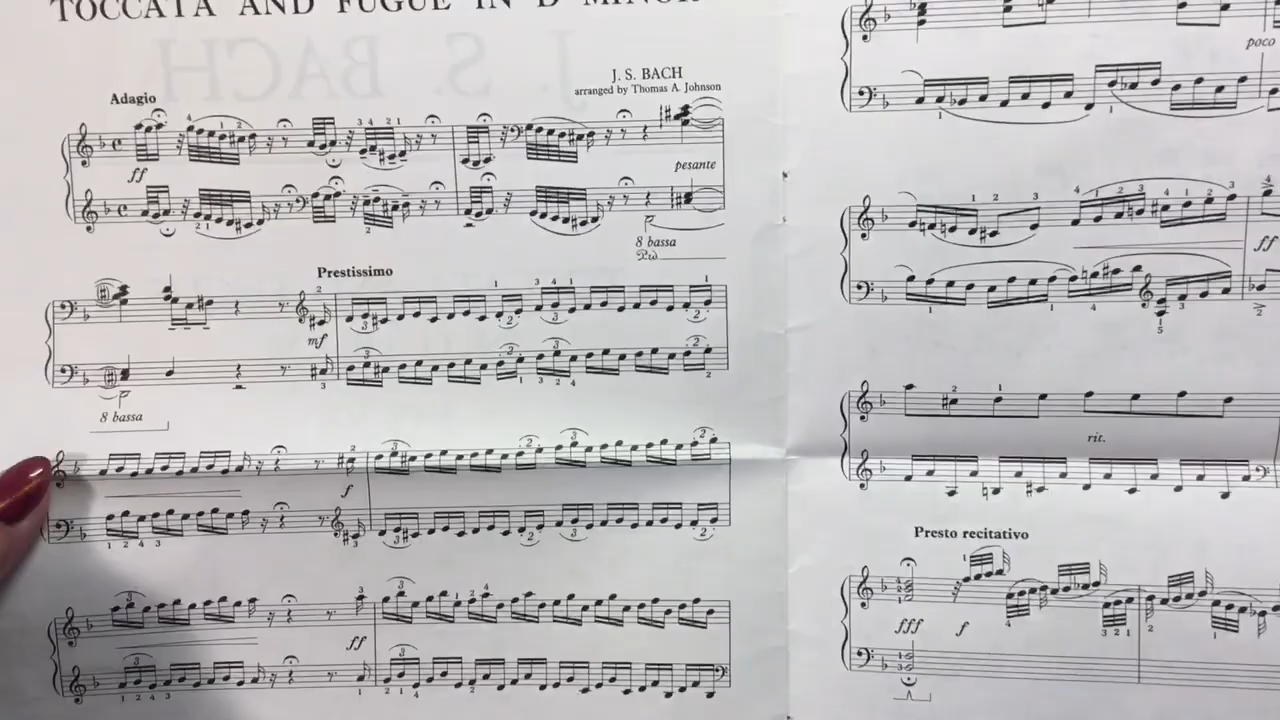 TOCCATA AND FUGUE IN D MINOR
J. S. BACH
J. S. BACH
arranged by Thomas A. Johnson
Adagio
ff
pesante
8 bassa
Ped
Prestissimo
mf
8 bassa
f
ff
poco
ff
rit.
Presto recitativo
fff f